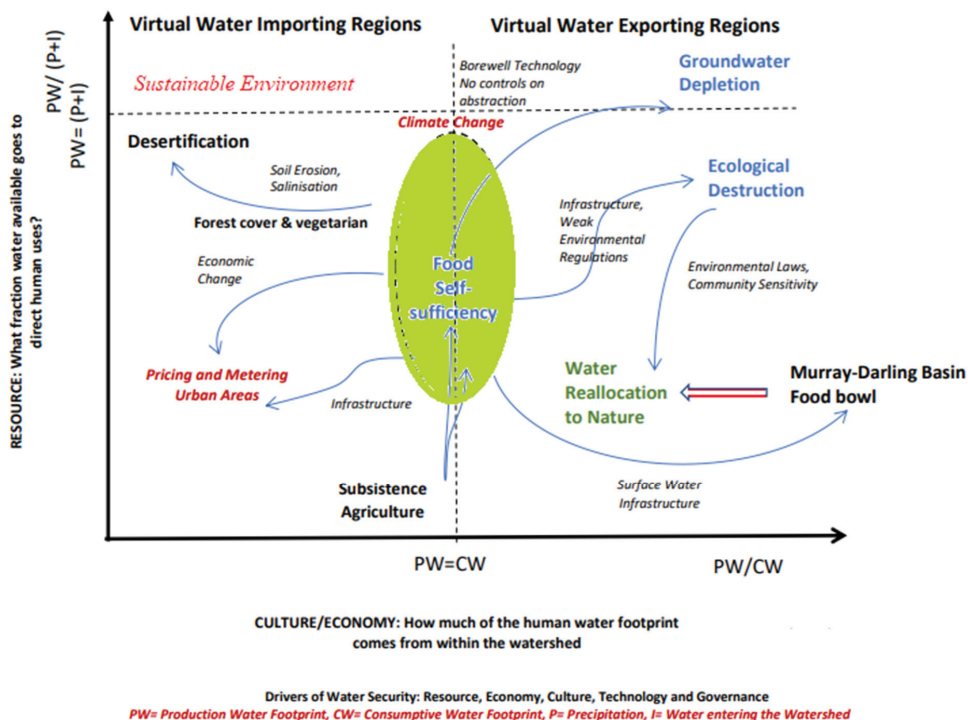 Virtual Water Importing Regions
Virtual Water Exporting Regions
PW/ (P+I)
PW= (P+I)
Sustainable Environment
Borewell Technology
No controls on
abstraction
Groundwater
Depletion
Climate Change
Desertification
Soil Erosion,
Salinisation
Forest cover & vegetarian
Ecological
Destruction
Infrastructure,
Weak
Environmental
Regulations
Economic
Change
Food
Self-
sufficiency
Environmental Laws,
Community Sensitivity
RESOURCE: What fraction water available goes to
direct human uses?
Pricing and Metering
Urban Areas
Infrastructure
Water
Reallocation
to Nature
Murray-Darling Basin
Food bowl
Subsistence
Agriculture
Surface Water
Infrastructure
PW=CW
PW/CW
CULTURE/ECONOMY: How much of the human water footprint
comes from within the watershed
Drivers of Water Security: Resource, Economy, Culture, Technology and Governance
PW= Production Water Footprint, CW= Consumptive Water Footprint, P= Precipitation, I= Water entering the Watershed